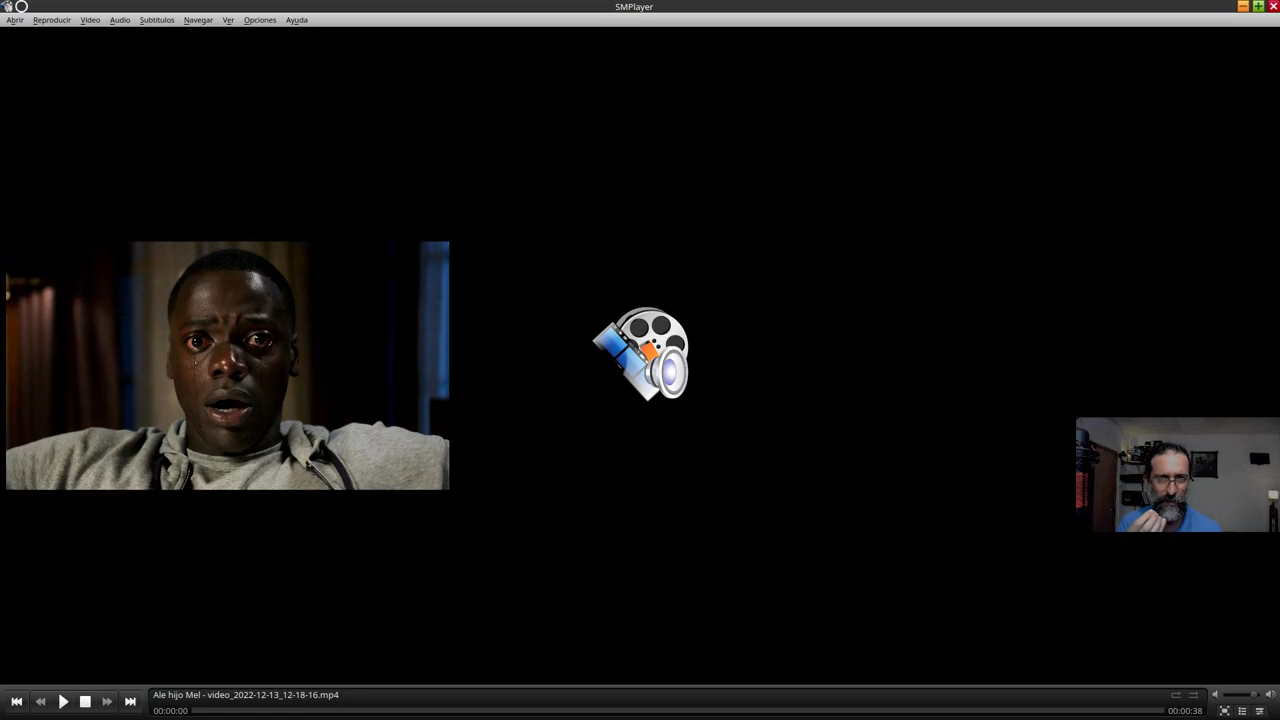 SMPlayer
Abrir Reproducir Video Audio Subtítulos Navegar Ver Opciones Ayuda
Ale hijo Mel - video_2022-12-13_12-18-16.mp4
00:00:00 00:00:38